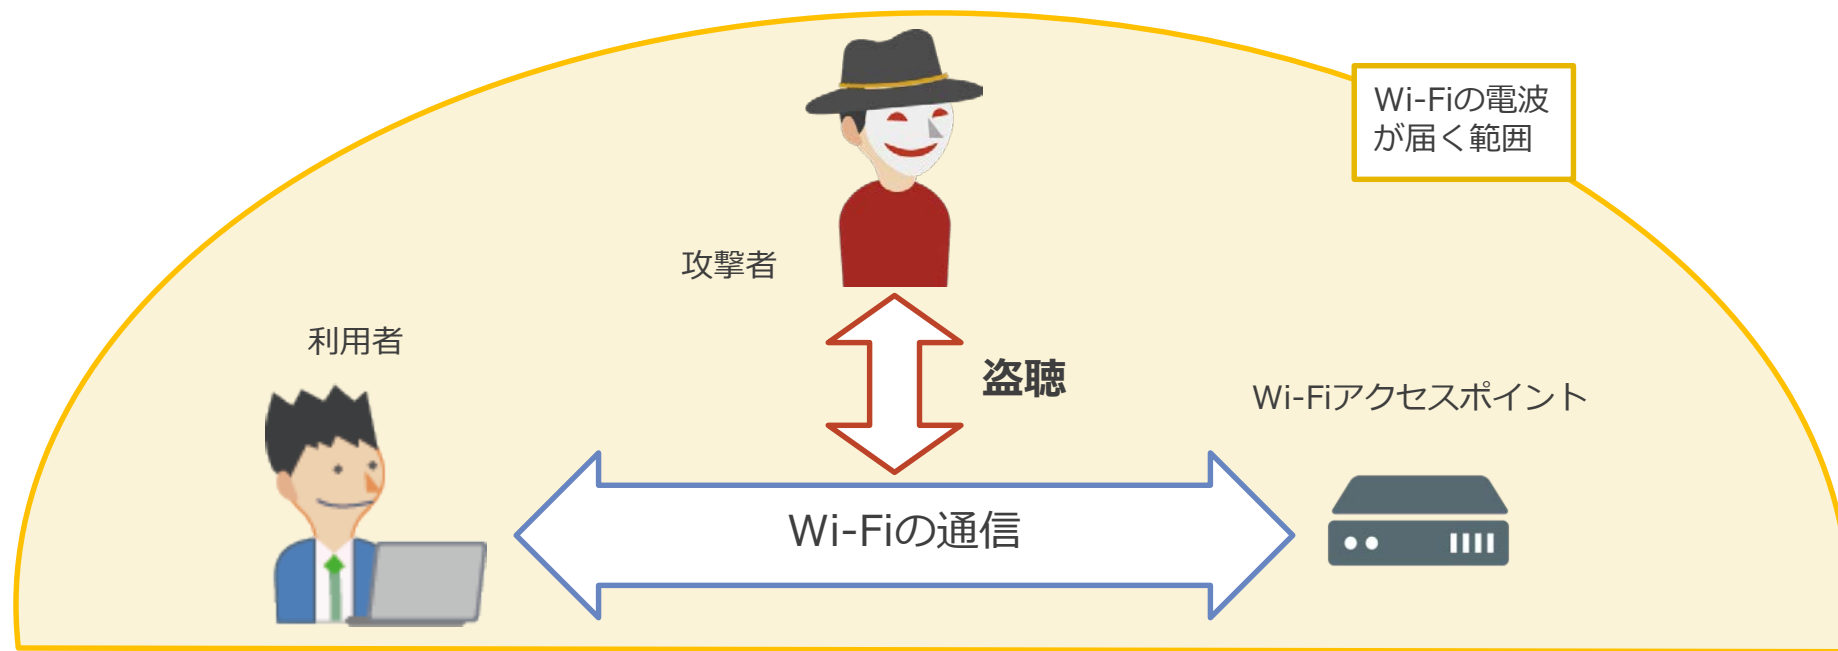 Wi-Fiの電波
が届く範囲
攻撃者
利用者
盗聴
Wi-Fiアクセスポイント
Wi-Fiの通信